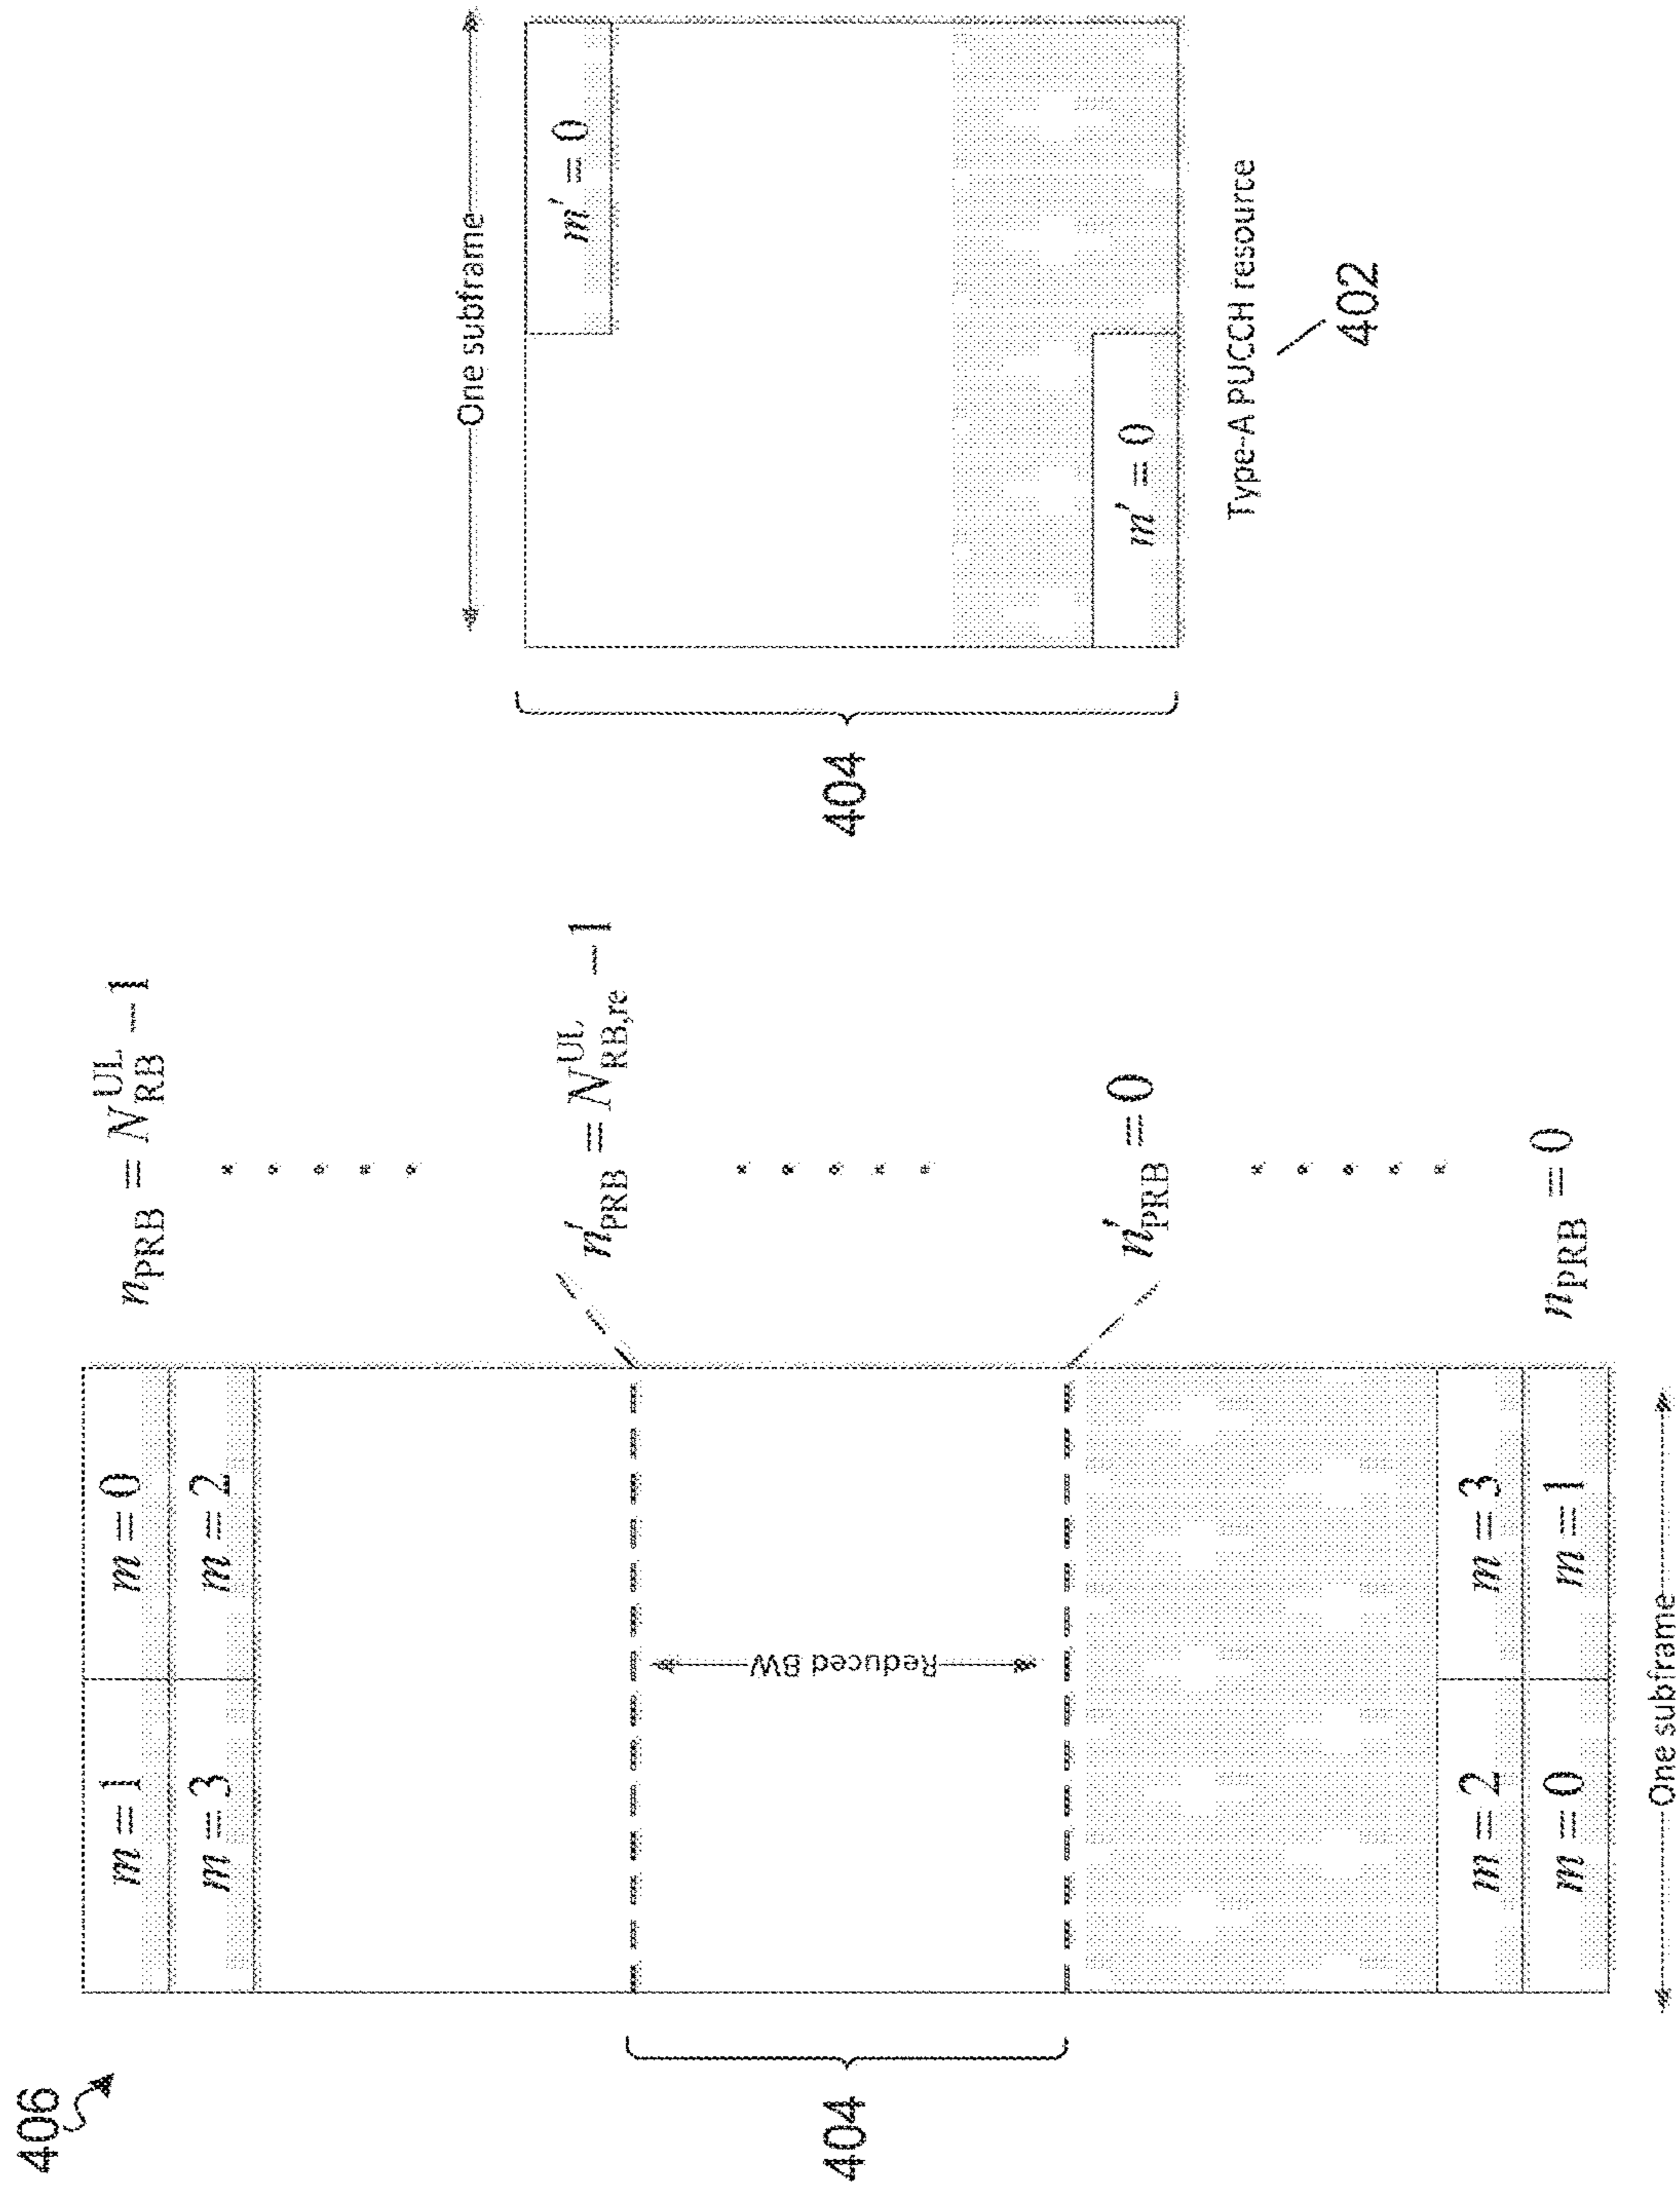 406
m = 1 m = 0
m = 3 m = 2
404
Reduced BW
m = 2 m = 3
m = 0 m = 1
One subframe
n_PRB = N_RB^UL −1
n′_PRB = N_RB,re^UL −1
n′_PRB = 0
n_PRB = 0
One subframe
m′ = 0
404
m′ = 0
Type-A PUCCH resource
402